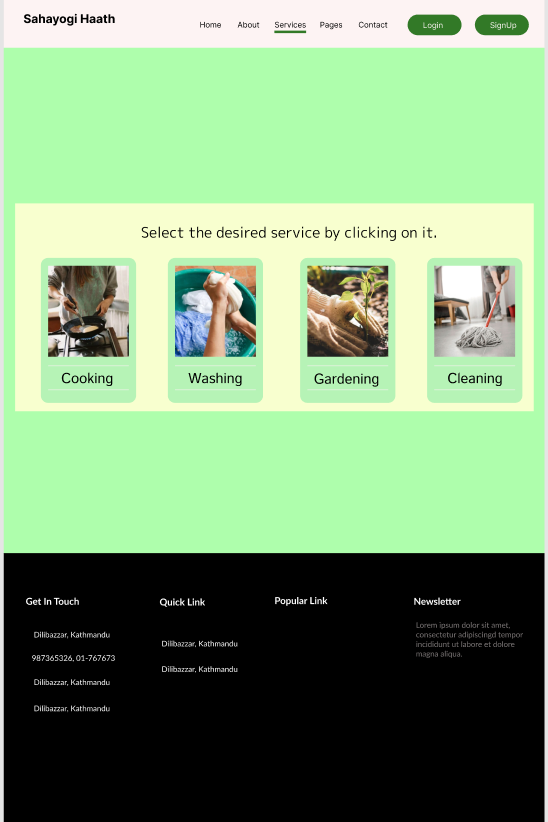 Sahayogi Haath
Home About Services Pages Contact Login SignUp
Select the desired service by clicking on it.
Cooking Washing Gardening Cleaning
Get In Touch
Dilibazzar, Kathmandu
987365326, 01-767673
Dilibazzar, Kathmandu
Dilibazzar, Kathmandu
Quick Link
Dilibazzar, Kathmandu
Dilibazzar, Kathmandu
Popular Link
Newsletter
Lorem ipsum dolor sit amet,
consectetur adipiscingd tempor
incididunt ut labore et dolore
magna aliqua.